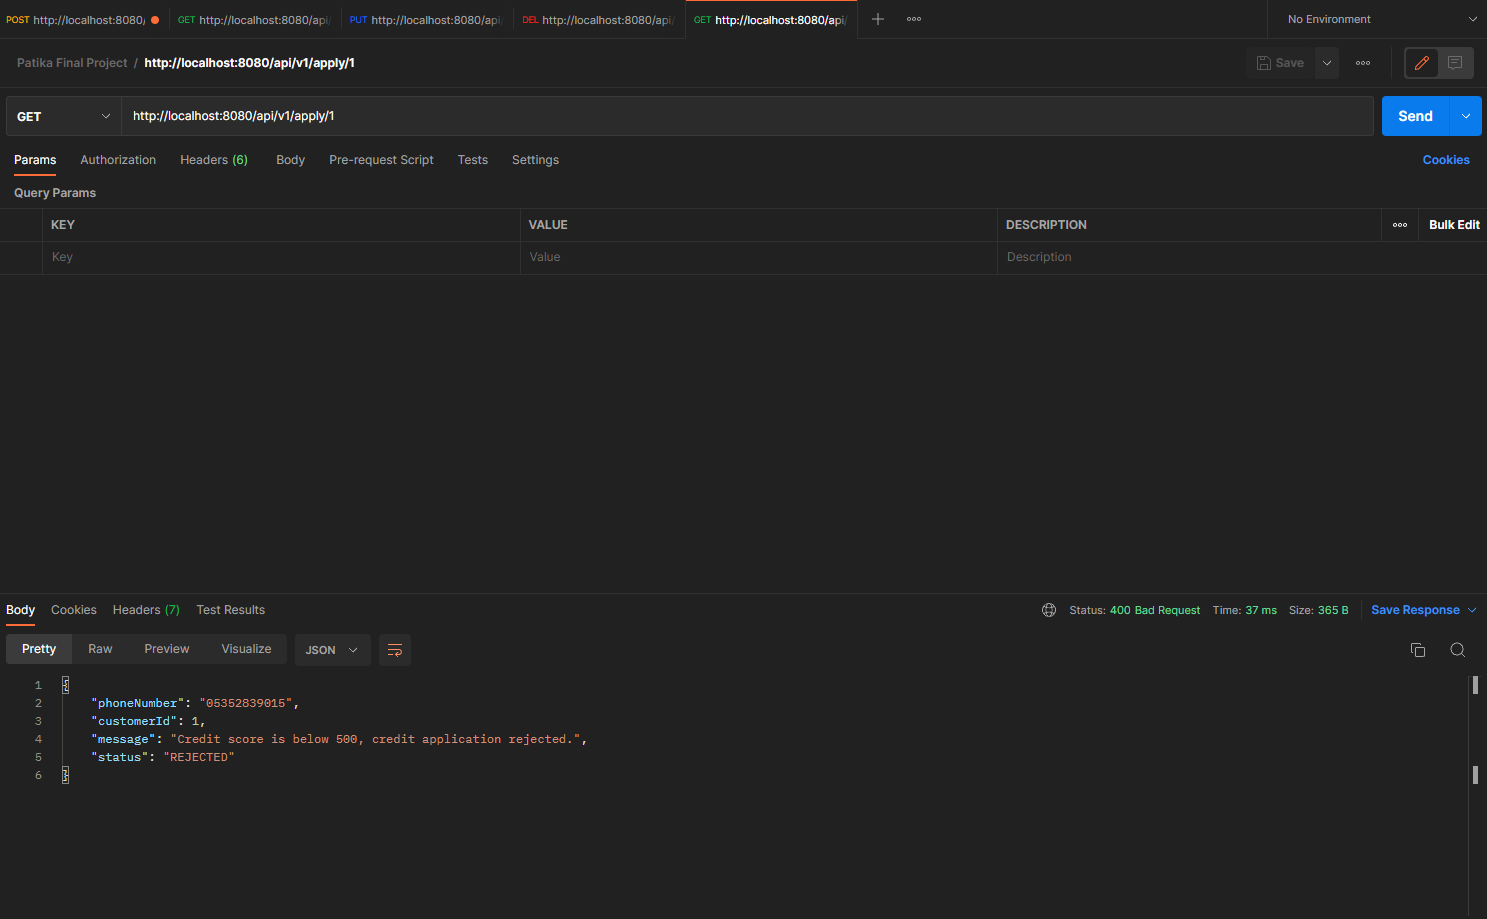 POST http://localhost:8080/ GET http://localhost:8080/api/ PUT http://localhost:8080/api/ DEL http://localhost:8080/api/ GET http://localhost:8080/api/ No Environment
Patika Final Project / http://localhost:8080/api/v1/apply/1 Save
GET http://localhost:8080/api/v1/apply/1 Send
Params Authorization Headers (6) Body Pre-request Script Tests Settings Cookies
Query Params
KEY VALUE DESCRIPTION Bulk Edit
Key Value Description
Body Cookies Headers (7) Test Results Status: 400 Bad Request Time: 37 ms Size: 365 B Save Response
Pretty Raw Preview Visualize JSON
1 {
2 "phoneNumber": "05352839015",
3 "customerId": 1,
4 "message": "Credit score is below 500, credit application rejected.",
5 "status": "REJECTED"
6 }